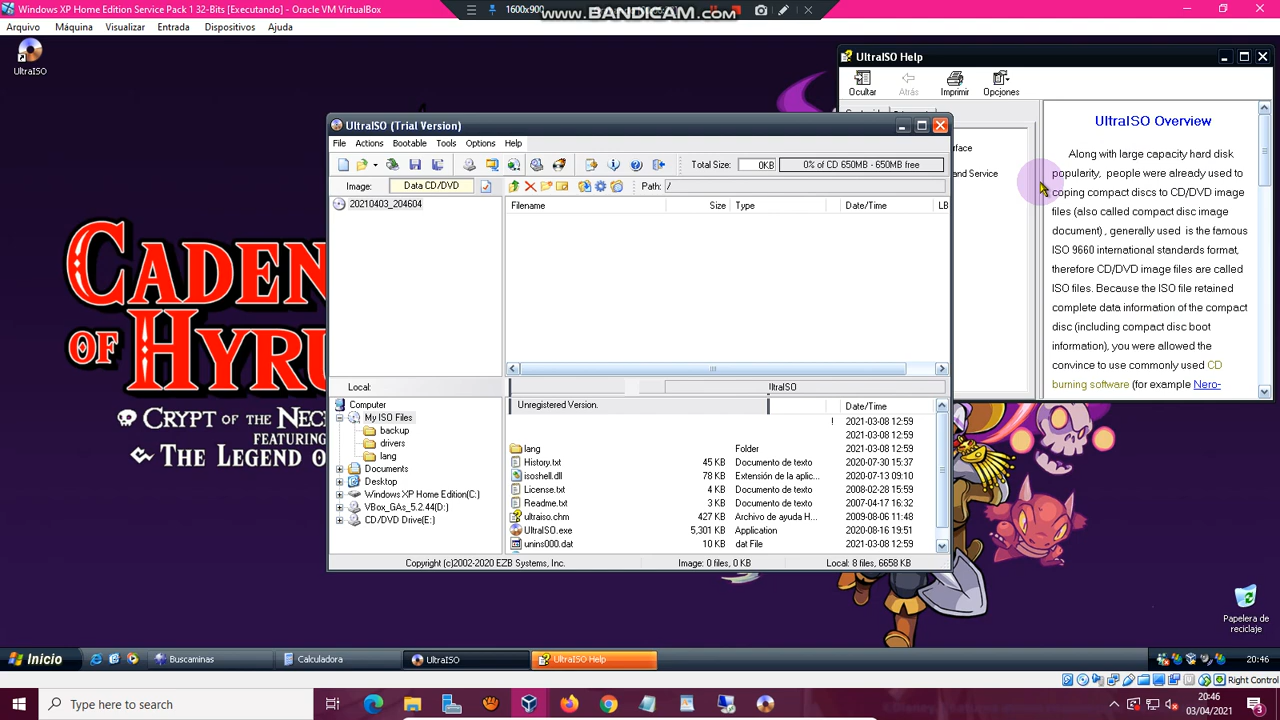 Windows XP Home Edition Service Pack 1 32-Bits [Executando] - Oracle VM VirtualBox
1600x900
www.BANDICAM.com
Arquivo Máquina Visualizar Entrada Dispositivos Ajuda
UltraISO
UltraISO Help
Ocultar Atrás Imprimir Opciones
UltraISO Overview
Along with large capacity hard disk
popularity, people were already used to
coping compact discs to CD/DVD image
files (also called compact disc image
document) , generally used is the famous
ISO 9660 international standards format,
therefore CD/DVD image files are called
ISO files. Because the ISO file retained
complete data information of the compact
disc (including compact disc boot
information), you were allowed the
convince to use commonly used CD
burning software (for example Nero-
and Service
UltraISO (Trial Version)
File Actions Bootable Tools Options Help
Total Size: 0KB 0% of CD 650MB - 650MB free
Image: Data CD/DVD Path: /
20210403_204604
Filename Size Type Date/Time LB
Local: UltraISO
Computer
My ISO Files
backup
drivers
lang
Documents
Desktop
Windows XP Home Edition(C:)
VBox_GAs_5.2.44(D:)
CD/DVD Drive(E:)
Unregistered Version.
Date/Time
2021-03-08 12:59
2021-03-08 12:59
lang Folder 2021-03-08 12:59
History.txt 45 KB Documento de texto 2020-07-30 15:37
isoshell.dll 78 KB Extensión de la aplic... 2020-07-13 09:10
License.txt 4 KB Documento de texto 2008-02-28 15:59
Readme.txt 3 KB Documento de texto 2007-04-17 16:32
ultraiso.chm 427 KB Archivo de ayuda H... 2009-08-06 11:48
UltraISO.exe 5,301 KB Application 2020-08-16 19:51
unins000.dat 10 KB dat File 2021-03-08 12:59
Copyright (c)2002-2020 EZB Systems, Inc. Image: 0 files, 0 KB Local: 8 files, 6658 KB
CADEN
OF HYRU
CRYPT OF THE NEC
FEATURING
THE LEGEND O
Papelera de
reciclaje
Inicio Buscaminas Calculadora UltraISO UltraISO Help 20:46
Right Control
Type here to search
20:46
03/04/2021
3